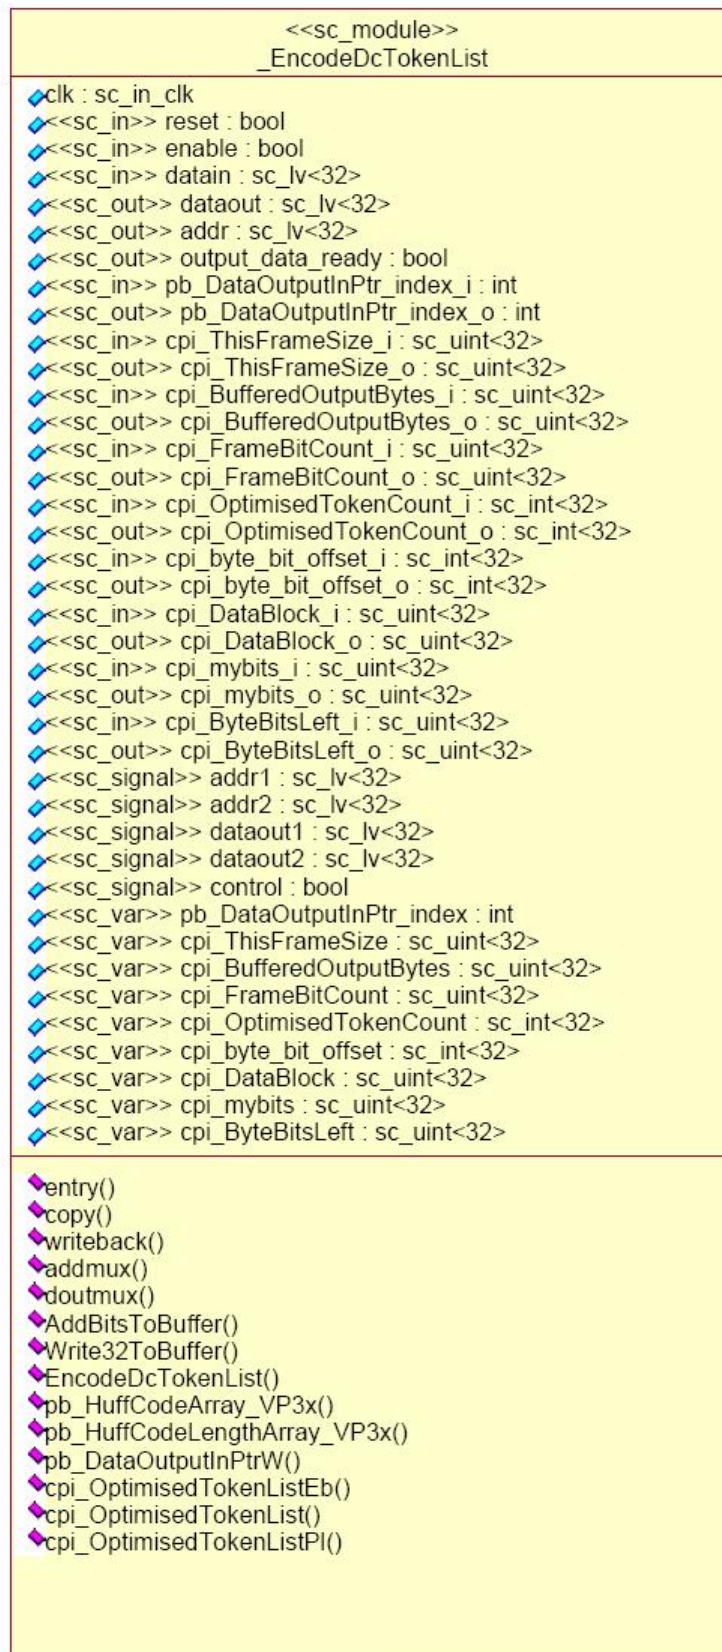 <<sc_module>>
_EncodeDcTokenList
clk : sc_in_clk
<<sc_in>> reset : bool
<<sc_in>> enable : bool
<<sc_in>> datain : sc_lv<32>
<<sc_out>> dataout : sc_lv<32>
<<sc_out>> addr : sc_lv<32>
<<sc_out>> output_data_ready : bool
<<sc_in>> pb_DataOutputInPtr_index_i : int
<<sc_out>> pb_DataOutputInPtr_index_o : int
<<sc_in>> cpi_ThisFrameSize_i : sc_uint<32>
<<sc_out>> cpi_ThisFrameSize_o : sc_uint<32>
<<sc_in>> cpi_BufferedOutputBytes_i : sc_uint<32>
<<sc_out>> cpi_BufferedOutputBytes_o : sc_uint<32>
<<sc_in>> cpi_FrameBitCount_i : sc_uint<32>
<<sc_out>> cpi_FrameBitCount_o : sc_uint<32>
<<sc_in>> cpi_OptimisedTokenCount_i : sc_int<32>
<<sc_out>> cpi_OptimisedTokenCount_o : sc_int<32>
<<sc_in>> cpi_byte_bit_offset_i : sc_int<32>
<<sc_out>> cpi_byte_bit_offset_o : sc_int<32>
<<sc_in>> cpi_DataBlock_i : sc_uint<32>
<<sc_out>> cpi_DataBlock_o : sc_uint<32>
<<sc_in>> cpi_mybits_i : sc_uint<32>
<<sc_out>> cpi_mybits_o : sc_uint<32>
<<sc_in>> cpi_ByteBitsLeft_i : sc_uint<32>
<<sc_out>> cpi_ByteBitsLeft_o : sc_uint<32>
<<sc_signal>> addr1 : sc_lv<32>
<<sc_signal>> addr2 : sc_lv<32>
<<sc_signal>> dataout1 : sc_lv<32>
<<sc_signal>> dataout2 : sc_lv<32>
<<sc_signal>> control : bool
<<sc_var>> pb_DataOutputInPtr_index : int
<<sc_var>> cpi_ThisFrameSize : sc_uint<32>
<<sc_var>> cpi_BufferedOutputBytes : sc_uint<32>
<<sc_var>> cpi_FrameBitCount : sc_uint<32>
<<sc_var>> cpi_OptimisedTokenCount : sc_int<32>
<<sc_var>> cpi_byte_bit_offset : sc_int<32>
<<sc_var>> cpi_DataBlock : sc_uint<32>
<<sc_var>> cpi_mybits : sc_uint<32>
<<sc_var>> cpi_ByteBitsLeft : sc_uint<32>
entry()
copy()
writeback()
addmux()
doutmux()
AddBitsToBuffer()
Write32ToBuffer()
EncodeDcTokenList()
pb_HuffCodeArray_VP3x()
pb_HuffCodeLengthArray_VP3x()
pb_DataOutputInPtrW()
cpi_OptimisedTokenListEb()
cpi_OptimisedTokenList()
cpi_OptimisedTokenListPl()